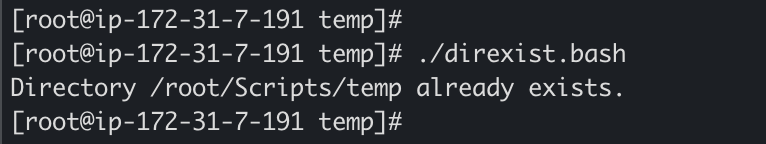 [root@ip-172-31-7-191 temp]#
[root@ip-172-31-7-191 temp]# ./direxist.bash
Directory /root/Scripts/temp already exists.
[root@ip-172-31-7-191 temp]#